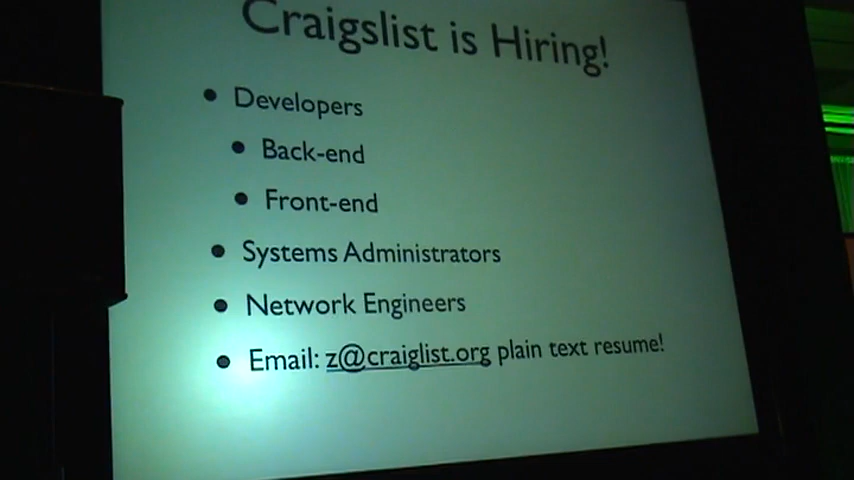 Craigslist is Hiring!
• Developers
• Back-end
• Front-end
• Systems Administrators
• Network Engineers
• Email: z@craiglist.org plain text resume!